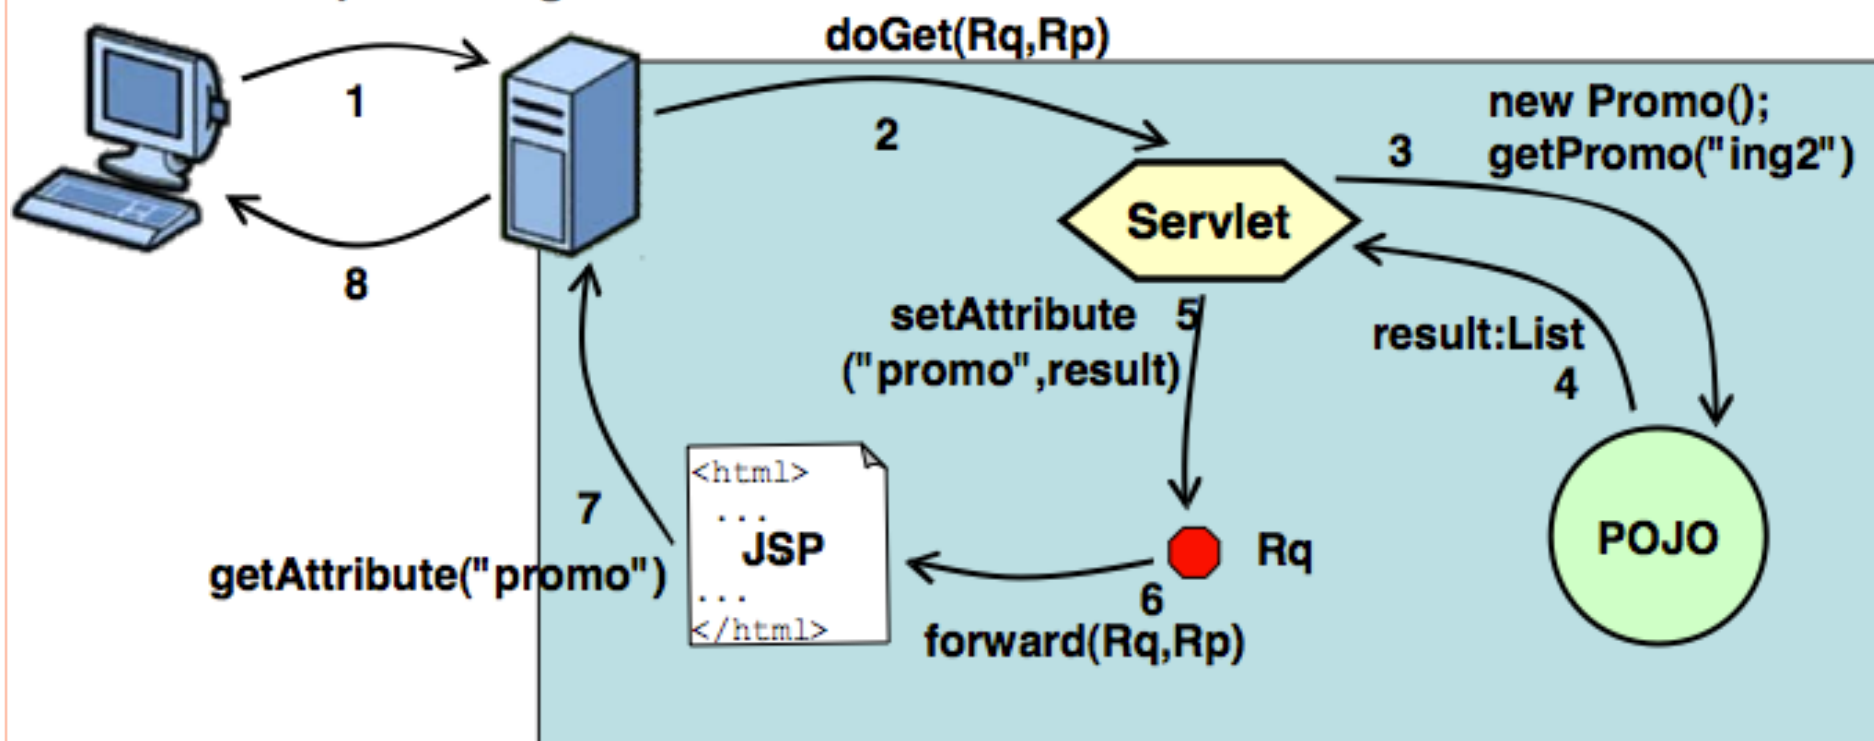 doGet(Rq,Rp)
1
2
new Promo();
3
getPromo("ing2")
Servlet
8
setAttribute 5
("promo",result)
result:List
4
<html>
...
7
JSP
Rq
POJO
getAttribute("promo")
...
6
</html>
forward(Rq,Rp)